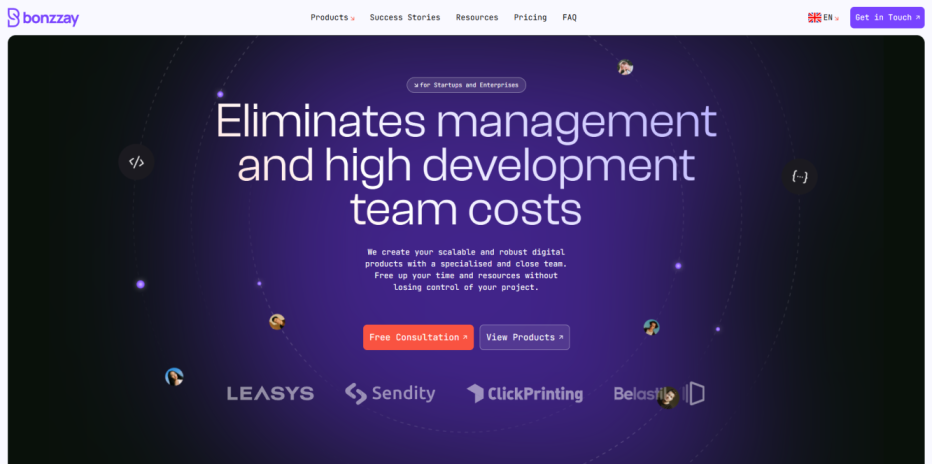 bonzzay
Products
Success Stories
Resources
Pricing
FAQ
EN
Get in Touch
for Startups and Enterprises
Eliminates management
and high development
team costs
We create your scalable and robust digital
products with a specialised and close team.
Free up your time and resources without
losing control of your project.
Free Consultation
View Products
LEASYS
Sendity
ClickPrinting